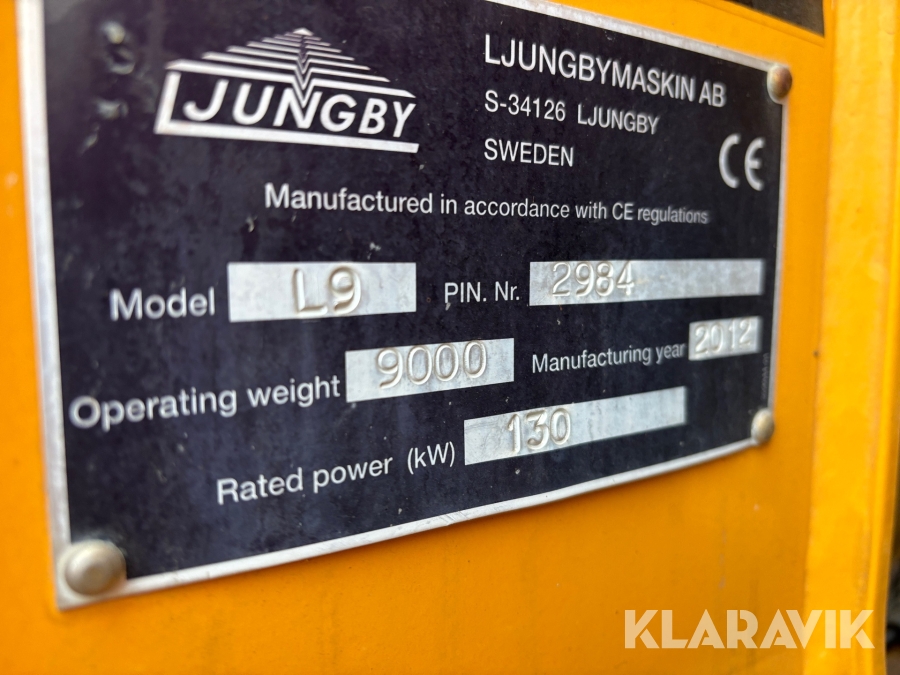 LJUNGBY
LJUNGBYMASKIN AB
S-34126 LJUNGBY
SWEDEN
CE
Manufactured in accordance with CE regulations
Model L9 PIN. Nr. 2984
Operating weight 9000 Manufacturing year 2012
Rated power (kW) 130
KLARAVIK